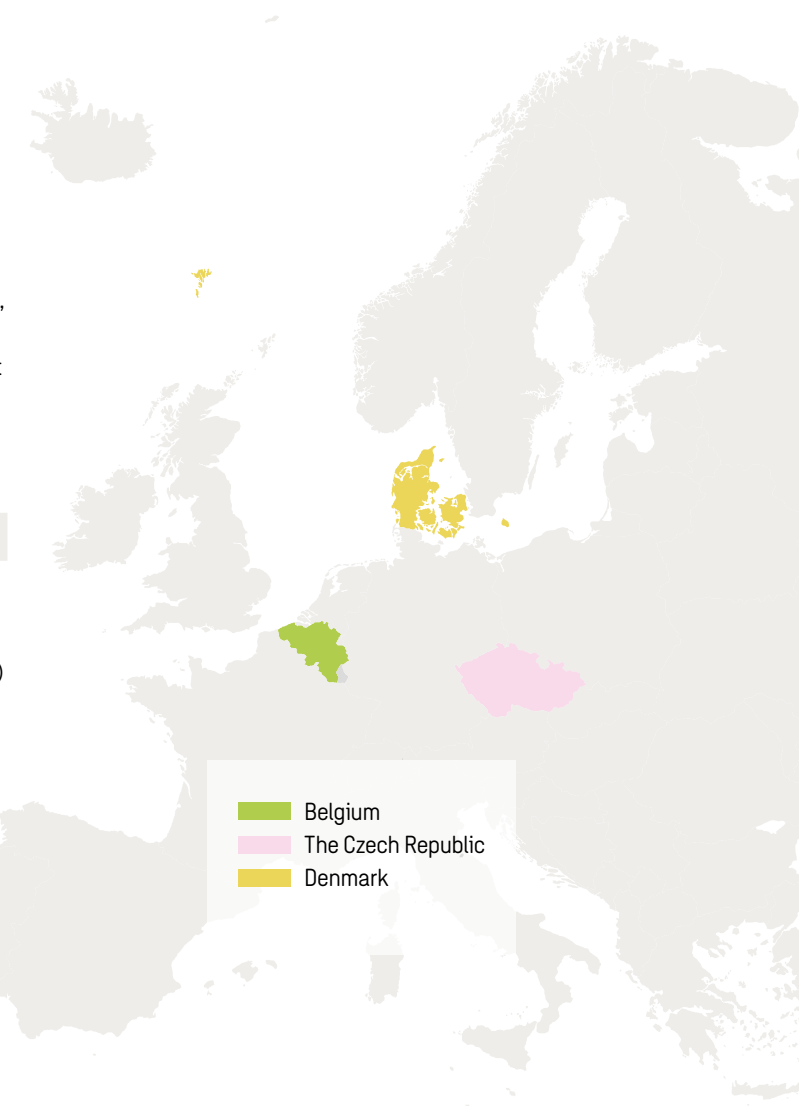 ,
Belgium
The Czech Republic
Denmark
)